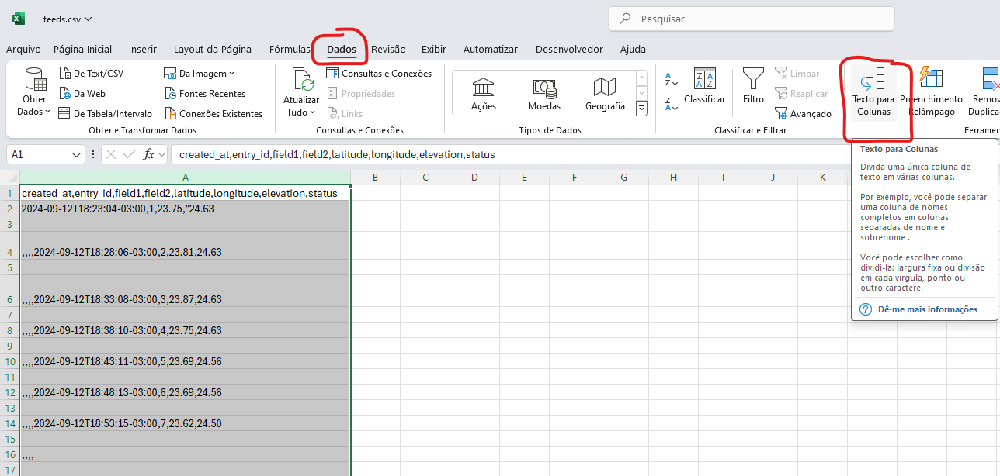 feeds.csv
Pesquisar
Arquivo Página Inicial Inserir Layout da Página Fórmulas Dados Revisão Exibir Automatizar Desenvolvedor Ajuda
Obter Dados
De Text/CSV
Da Web
De Tabela/Intervalo
Da Imagem
Fontes Recentes
Conexões Existentes
Obter e Transformar Dados
Atualizar Tudo
Consultas e Conexões
Propriedades
Links
Consultas e Conexões
Ações
Moedas
Geografia
Tipos de Dados
Classificar
Filtro
Limpar
Reaplicar
Avançado
Classificar e Filtrar
Texto para
Colunas
Preenchimento
Relâmpago
Remo
Duplica
Ferrament
A1
fx
created_at,entry_id,field1,field2,latitude,longitude,elevation,status
Texto para Colunas
Divida uma única coluna de
texto em várias colunas.
Por exemplo, você pode separar
uma coluna de nomes
completos em colunas
separadas de nome e
sobrenome .
Você pode escolher como
dividi-la: largura fixa ou divisão
em cada vírgula, ponto ou
outro caractere.
Dê-me mais informações
A B C D E F G H I J K
1 created_at,entry_id,field1,field2,latitude,longitude,elevation,status
2 2024-09-12T18:23:04-03:00,1,23.75,"24.63
3
4 ,,,,2024-09-12T18:28:06-03:00,2,23.81,24.63
5
6 ,,,,2024-09-12T18:33:08-03:00,3,23.87,24.63
7
8 ,,,,2024-09-12T18:38:10-03:00,4,23.75,24.63
9
10 ,,,,2024-09-12T18:43:11-03:00,5,23.69,24.56
11
12 ,,,,2024-09-12T18:48:13-03:00,6,23.69,24.56
13
14 ,,,,2024-09-12T18:53:15-03:00,7,23.62,24.50
15
16 ,,,,
17